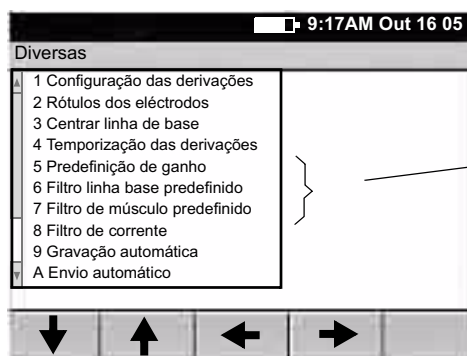 9:17AM Out 16 05
Diversas
1 Configuração das derivações
2 Rótulos dos eléctrodos
3 Centrar linha de base
4 Temporização das derivações
5 Predefinição de ganho
6 Filtro linha base predefinido
7 Filtro de músculo predefinido
8 Filtro de corrente
9 Gravação automática
A Envio automático